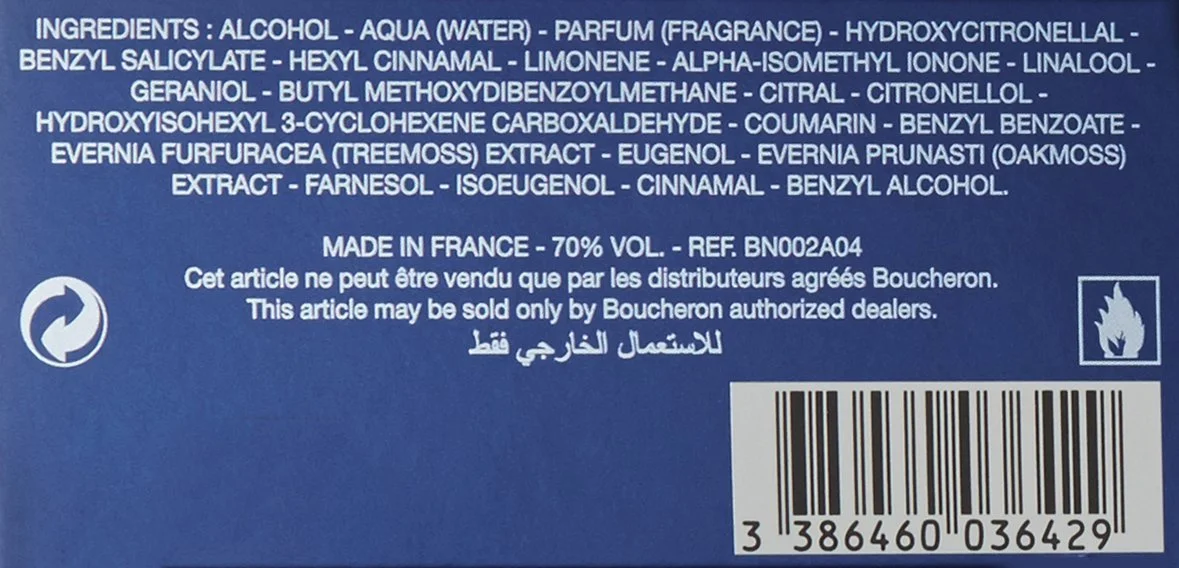 INGREDIENTS : ALCOHOL - AQUA (WATER) - PARFUM (FRAGRANCE) - HYDROXYCITRONELLAL -
BENZYL SALICYLATE - HEXYL CINNAMAL - LIMONENE - ALPHA-ISOMETHYL IONONE - LINALOOL -
GERANIOL - BUTYL METHOXYDIBENZOYLMETHANE - CITRAL - CITRONELLOL -
HYDROXYISOHEXYL 3-CYCLOHEXENE CARBOXALDEHYDE - COUMARIN - BENZYL BENZOATE -
EVERNIA FURFURACEA (TREEMOSS) EXTRACT - EUGENOL - EVERNIA PRUNASTI (OAKMOSS)
EXTRACT - FARNESOL - ISOEUGENOL - CINNAMAL - BENZYL ALCOHOL.
MADE IN FRANCE - 70% VOL. - REF. BN002A04
Cet article ne peut être vendu que par les distributeurs agréés Boucheron.
This article may be sold only by Boucheron authorized dealers.
للاستعمال الخارجي فقط
3 386460 036429